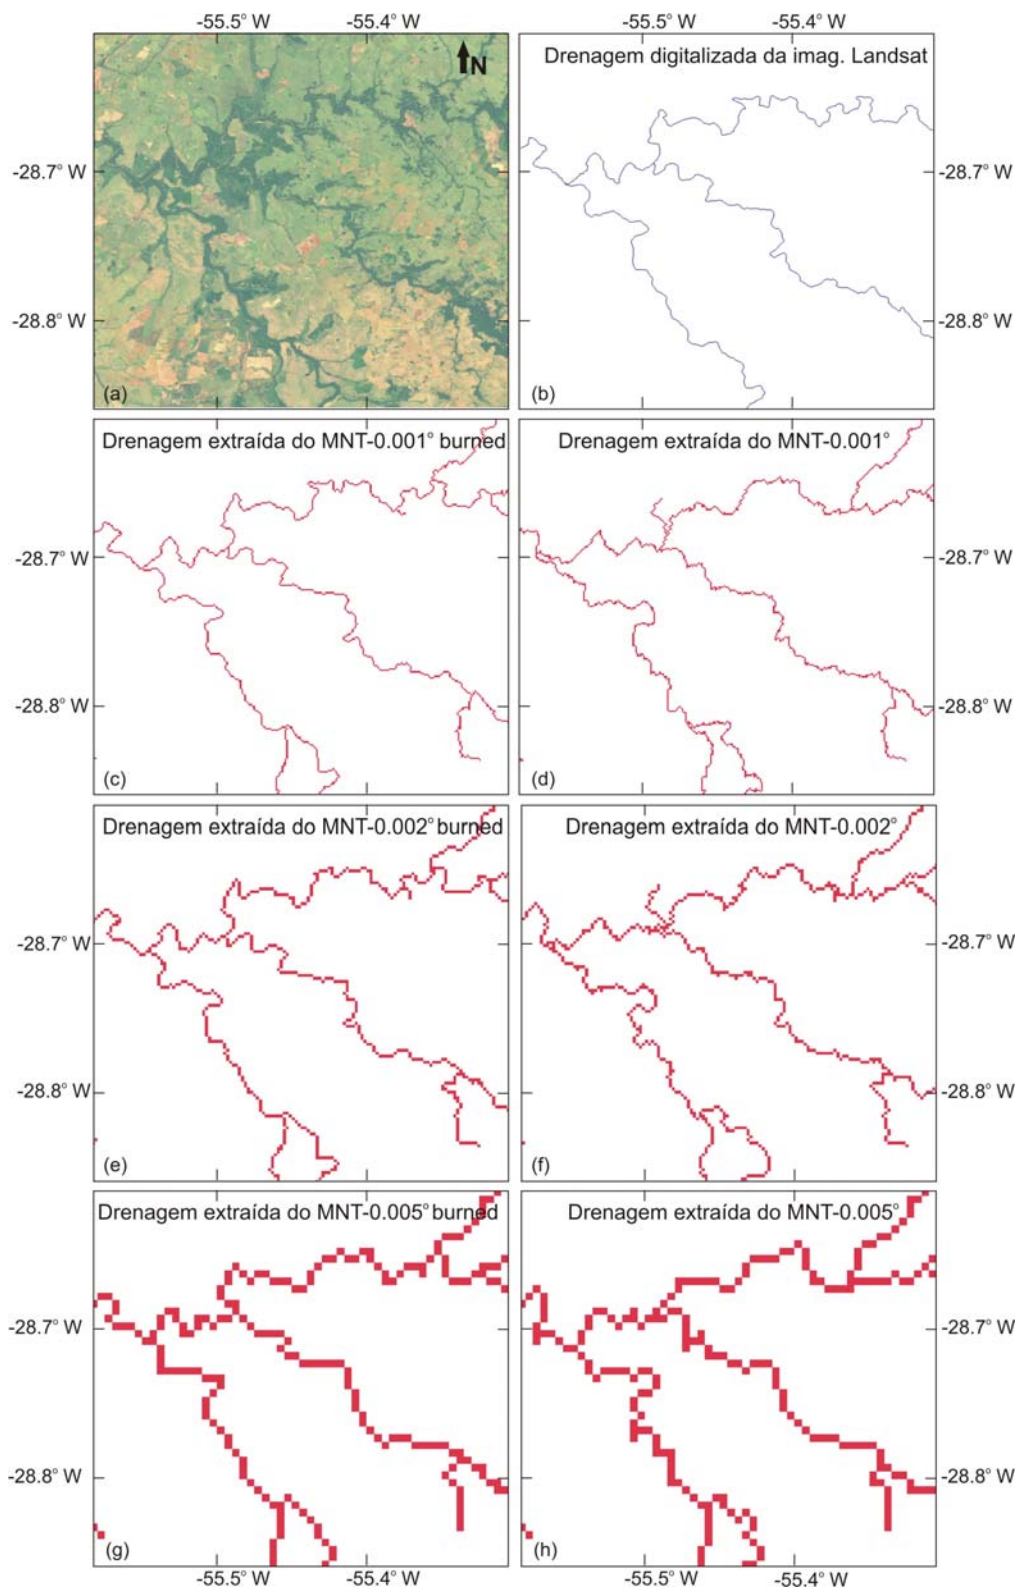 -55.5° W -55.4° W
-55.5° W -55.4° W
N
Drenagem digitalizada da imag. Landsat
-28.7° W
-28.7° W
-28.8° W
-28.8° W
(a)
(b)
Drenagem extraída do MNT-0.001° burned
Drenagem extraída do MNT-0.001°
-28.7° W
-28.7° W
-28.8° W
-28.8° W
(c)
(d)
Drenagem extraída do MNT-0.002° burned
Drenagem extraída do MNT-0.002°
-28.7° W
-28.7° W
-28.8° W
-28.8° W
(e)
(f)
Drenagem extraída do MNT-0.005° burned
Drenagem extraída do MNT-0.005°
-28.7° W
-28.7° W
-28.8° W
-28.8° W
(g)
(h)
-55.5° W -55.4° W
-55.5° W -55.4° W